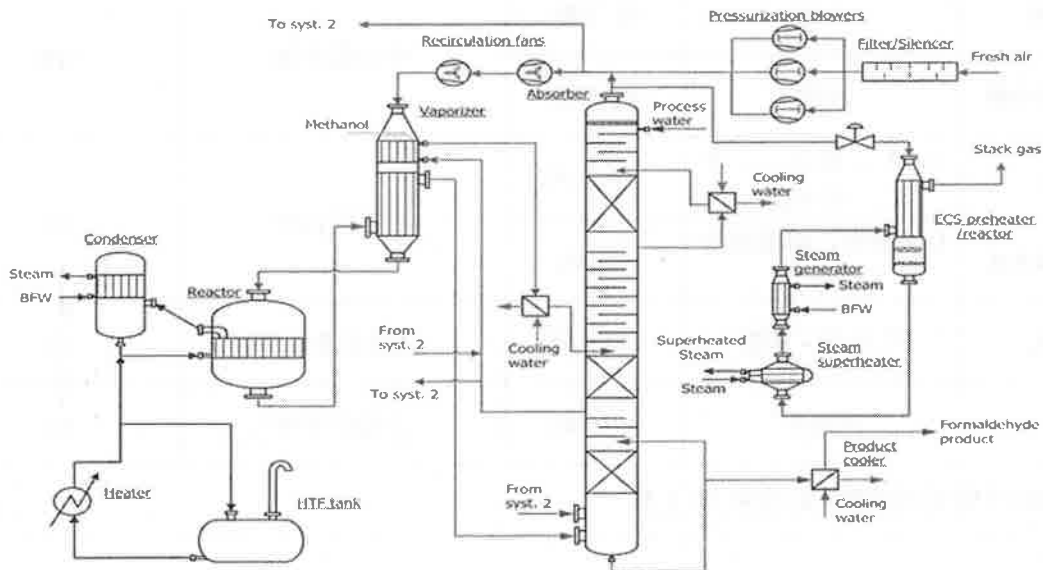 To syst. 2
Pressurization blowers
Recirculation fans
Filter/Silencer
Fresh air
Absorber
Vaporizer
Process
water
Methanol
Stack gas
Cooling
water
Condenser
ECS preheater
/reactor
Steam
Steam
generator
Reactor
Steam
BFW
BFW
From
syst. 2
Superheated
Steam
Steam
superheater
Cooling
water
Steam
To syst. 2
Formaldehyde
product
Product
cooler
Heater
HTF tank
From
syst. 2
Cooling
water